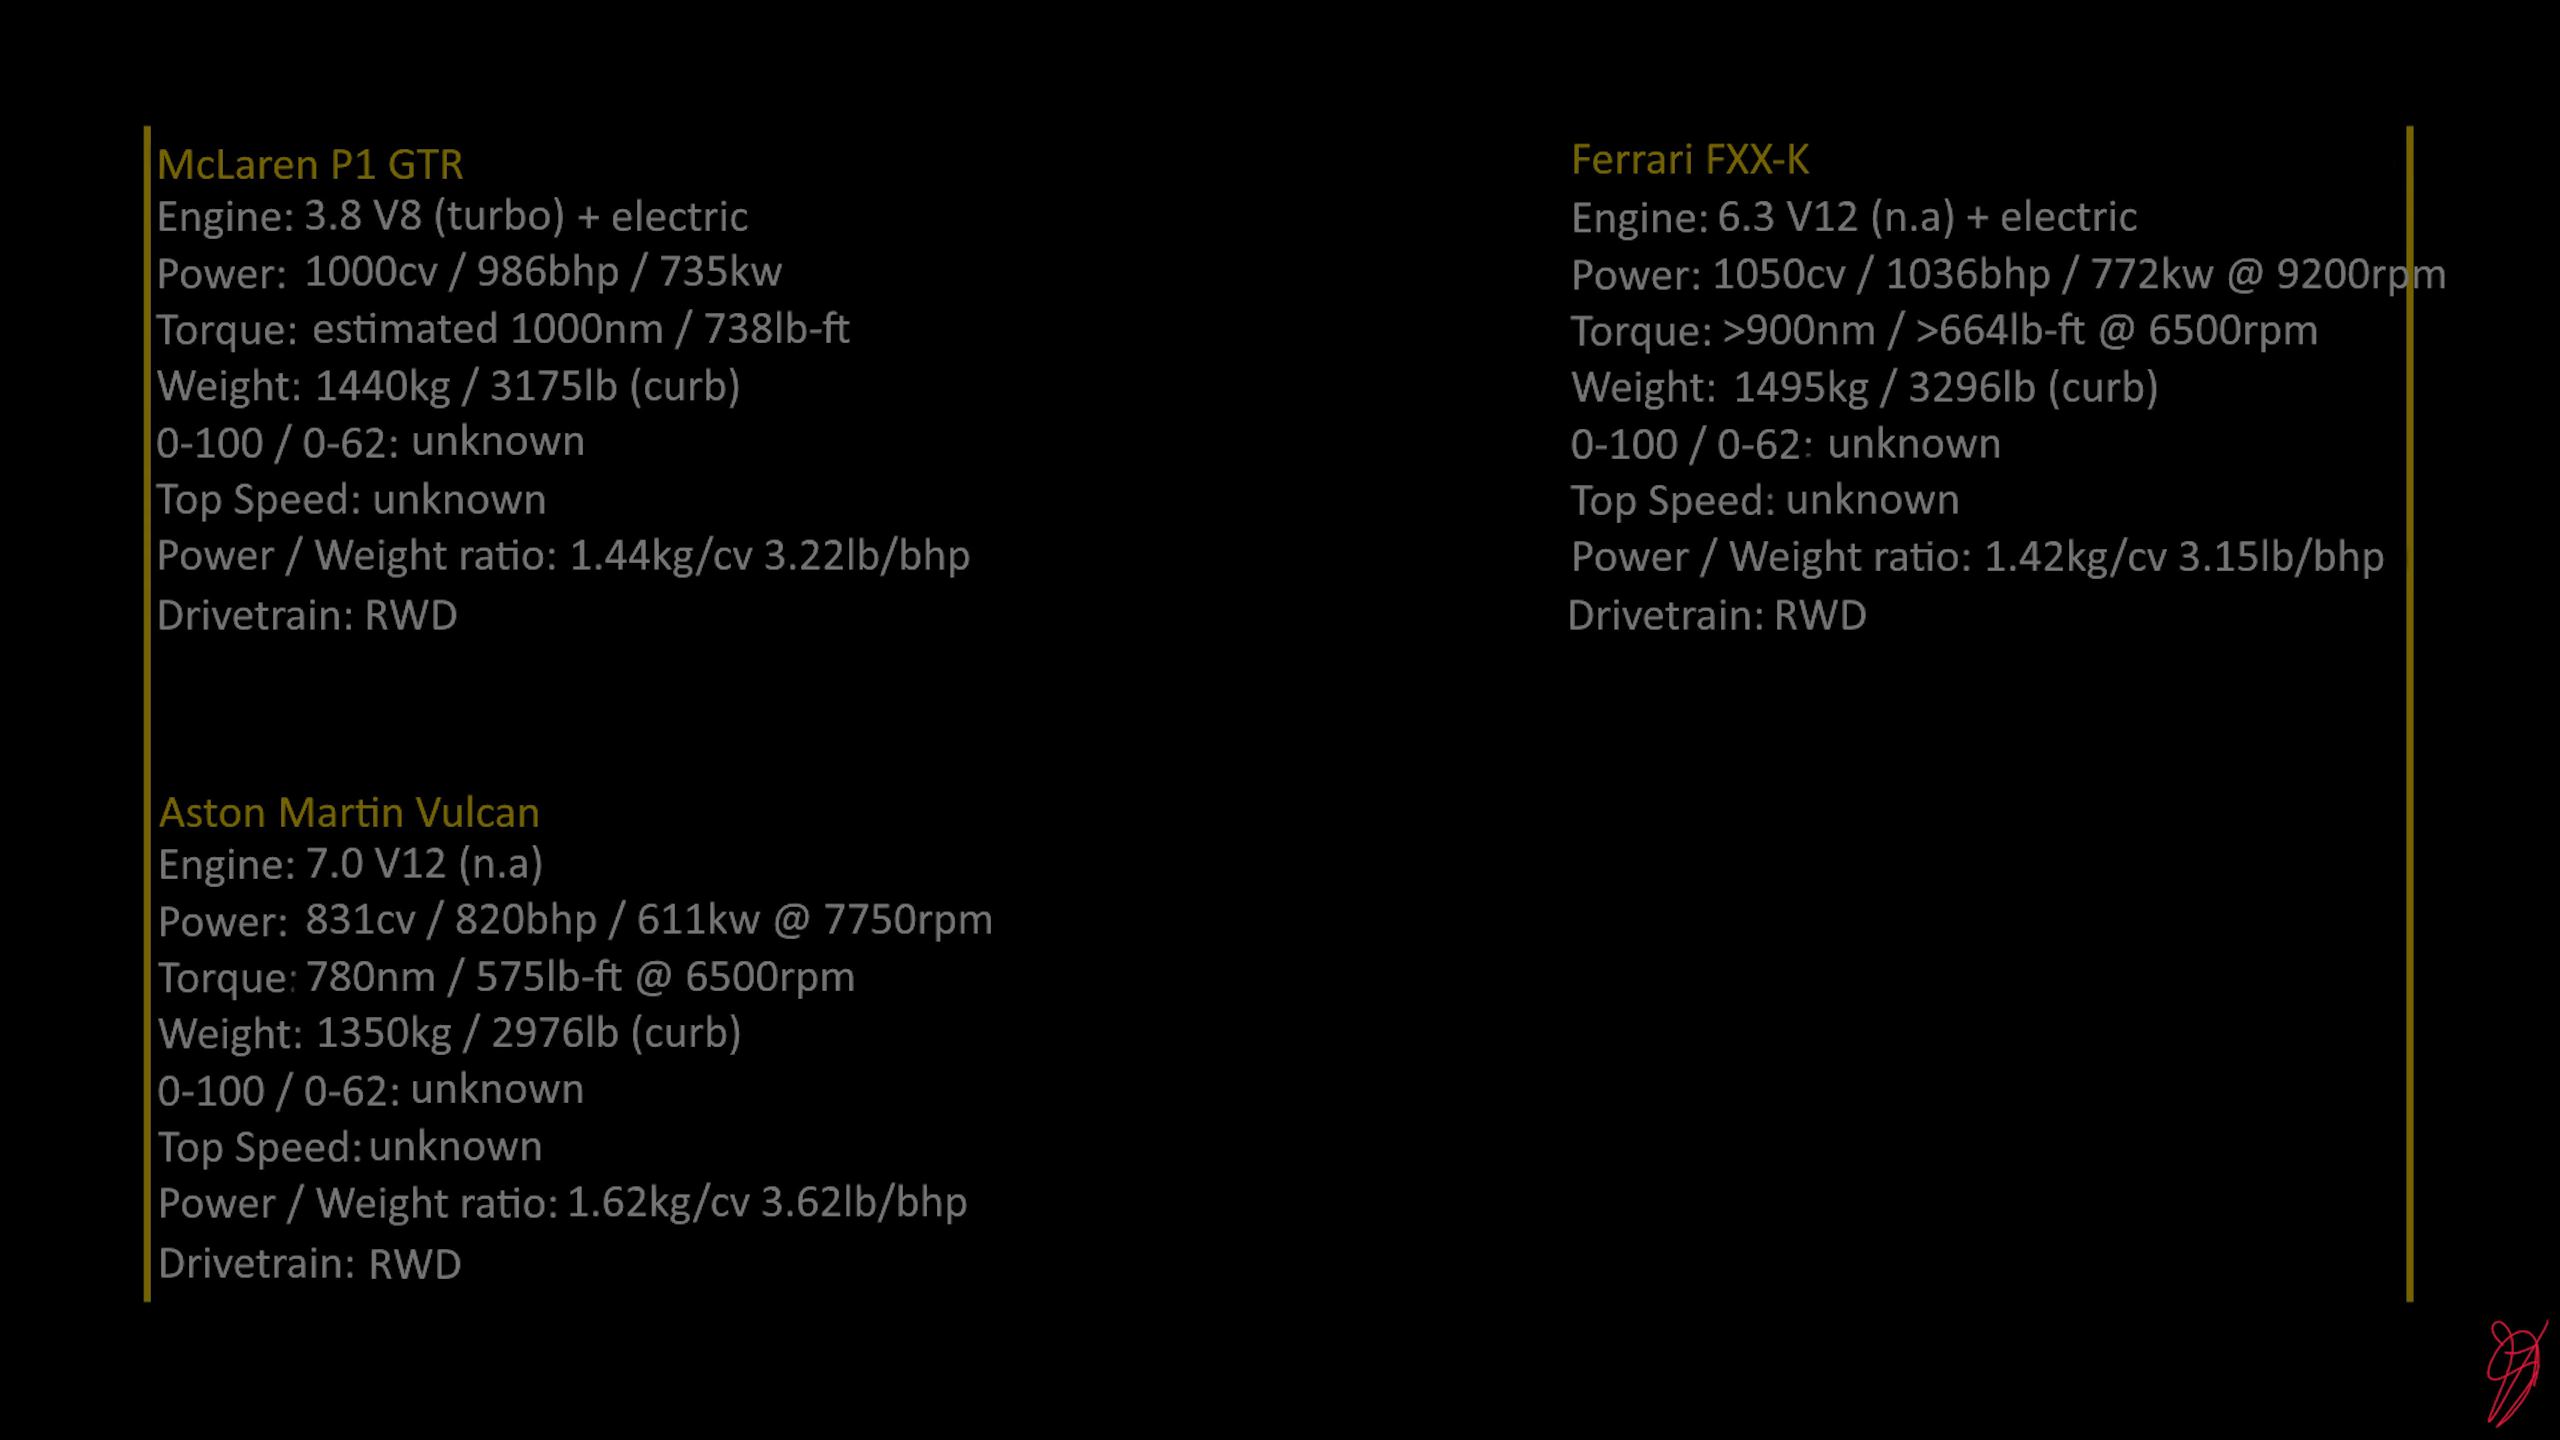 McLaren P1 GTR
Engine: 3.8 V8 (turbo) + electric
Power: 1000cv / 986bhp / 735kw
Torque: estimated 1000nm / 738lb-ft
Weight: 1440kg / 3175lb (curb)
0-100 / 0-62: unknown
Top Speed: unknown
Power / Weight ratio: 1.44kg/cv 3.22lb/bhp
Drivetrain: RWD
Ferrari FXX-K
Engine: 6.3 V12 (n.a) + electric
Power: 1050cv / 1036bhp / 772kw @ 9200rpm
Torque: >900nm / >664lb-ft @ 6500rpm
Weight: 1495kg / 3296lb (curb)
0-100 / 0-62: unknown
Top Speed: unknown
Power / Weight ratio: 1.42kg/cv 3.15lb/bhp
Drivetrain: RWD
Aston Martin Vulcan
Engine: 7.0 V12 (n.a)
Power: 831cv / 820bhp / 611kw @ 7750rpm
Torque: 780nm / 575lb-ft @ 6500rpm
Weight: 1350kg / 2976lb (curb)
0-100 / 0-62: unknown
Top Speed: unknown
Power / Weight ratio: 1.62kg/cv 3.62lb/bhp
Drivetrain: RWD